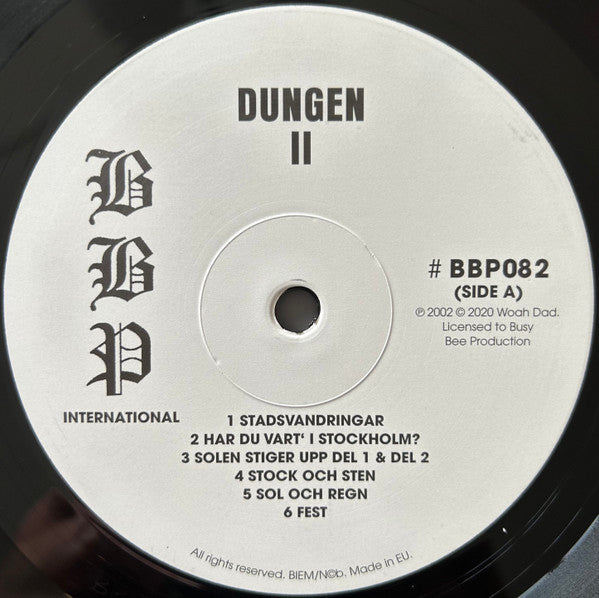 DUNGEN
II
B
B
P
INTERNATIONAL
# BBP082
(SIDE A)
℗ 2002 © 2020 Woah Dad.
Licensed to Busy
Bee Production
1 STADSVANDRINGAR
2 HAR DU VART‘ I STOCKHOLM?
3 SOLEN STIGER UPP DEL 1 & DEL 2
4 STOCK OCH STEN
5 SOL OCH REGN
6 FEST
All rights reserved. BIEM/N©b. Made in EU.